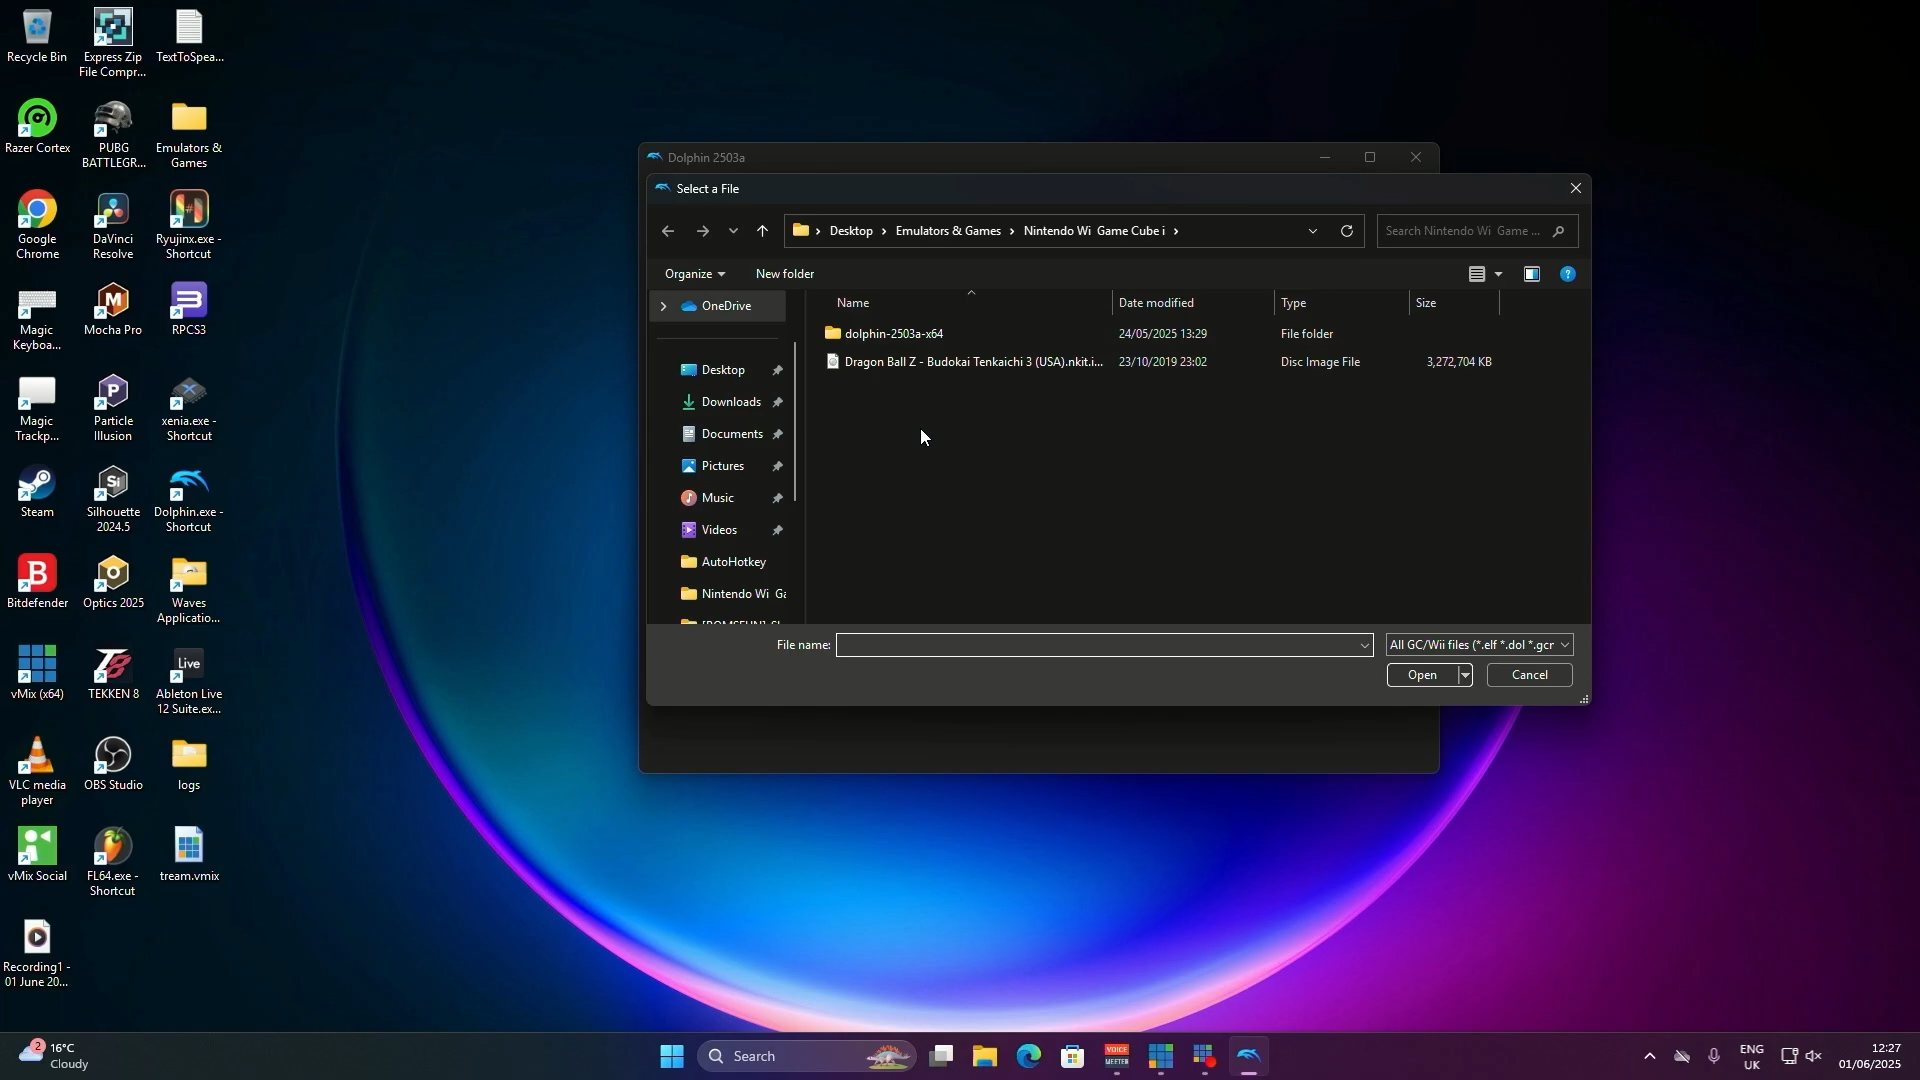 Recycle Bin
Express Zip
File Compr...
TextToSpea...
Razer Cortex
PUBG
BATTLEGR...
Emulators &
Games
Google
Chrome
DaVinci
Resolve
Ryujinx.exe -
Shortcut
Magic
Keyboa...
Mocha Pro
RPCS3
Magic
Trackp...
Particle
Illusion
xenia.exe -
Shortcut
Steam
Silhouette
2024.5
Dolphin.exe -
Shortcut
Bitdefender
Optics 2025
Waves
Applicatio...
vMix (x64)
TEKKEN 8
Live
Ableton Live
12 Suite.ex...
VLC media
player
OBS Studio
logs
vMix Social
FL64.exe -
Shortcut
tream.vmix
Recording1 -
01 June 20...
Dolphin 2503a
Select a File
Desktop > Emulators & Games > Nintendo Wi Game Cube i >
Search Nintendo Wi Game ...
Organize
New folder
OneDrive
Desktop
Downloads
Documents
Pictures
Music
Videos
AutoHotkey
Nintendo Wi Ga
Name
Date modified
Type
Size
dolphin-2503a-x64
24/05/2025 13:29
File folder
Dragon Ball Z - Budokai Tenkaichi 3 (USA).nkit.i...
23/10/2019 23:02
Disc Image File
3,272,704 KB
File name:
All GC/Wii files (*.elf *.dol *.gcr
Open
Cancel
2
16°C
Cloudy
Search
VOICE
MEETER
ENG
UK
12:27
01/06/2025